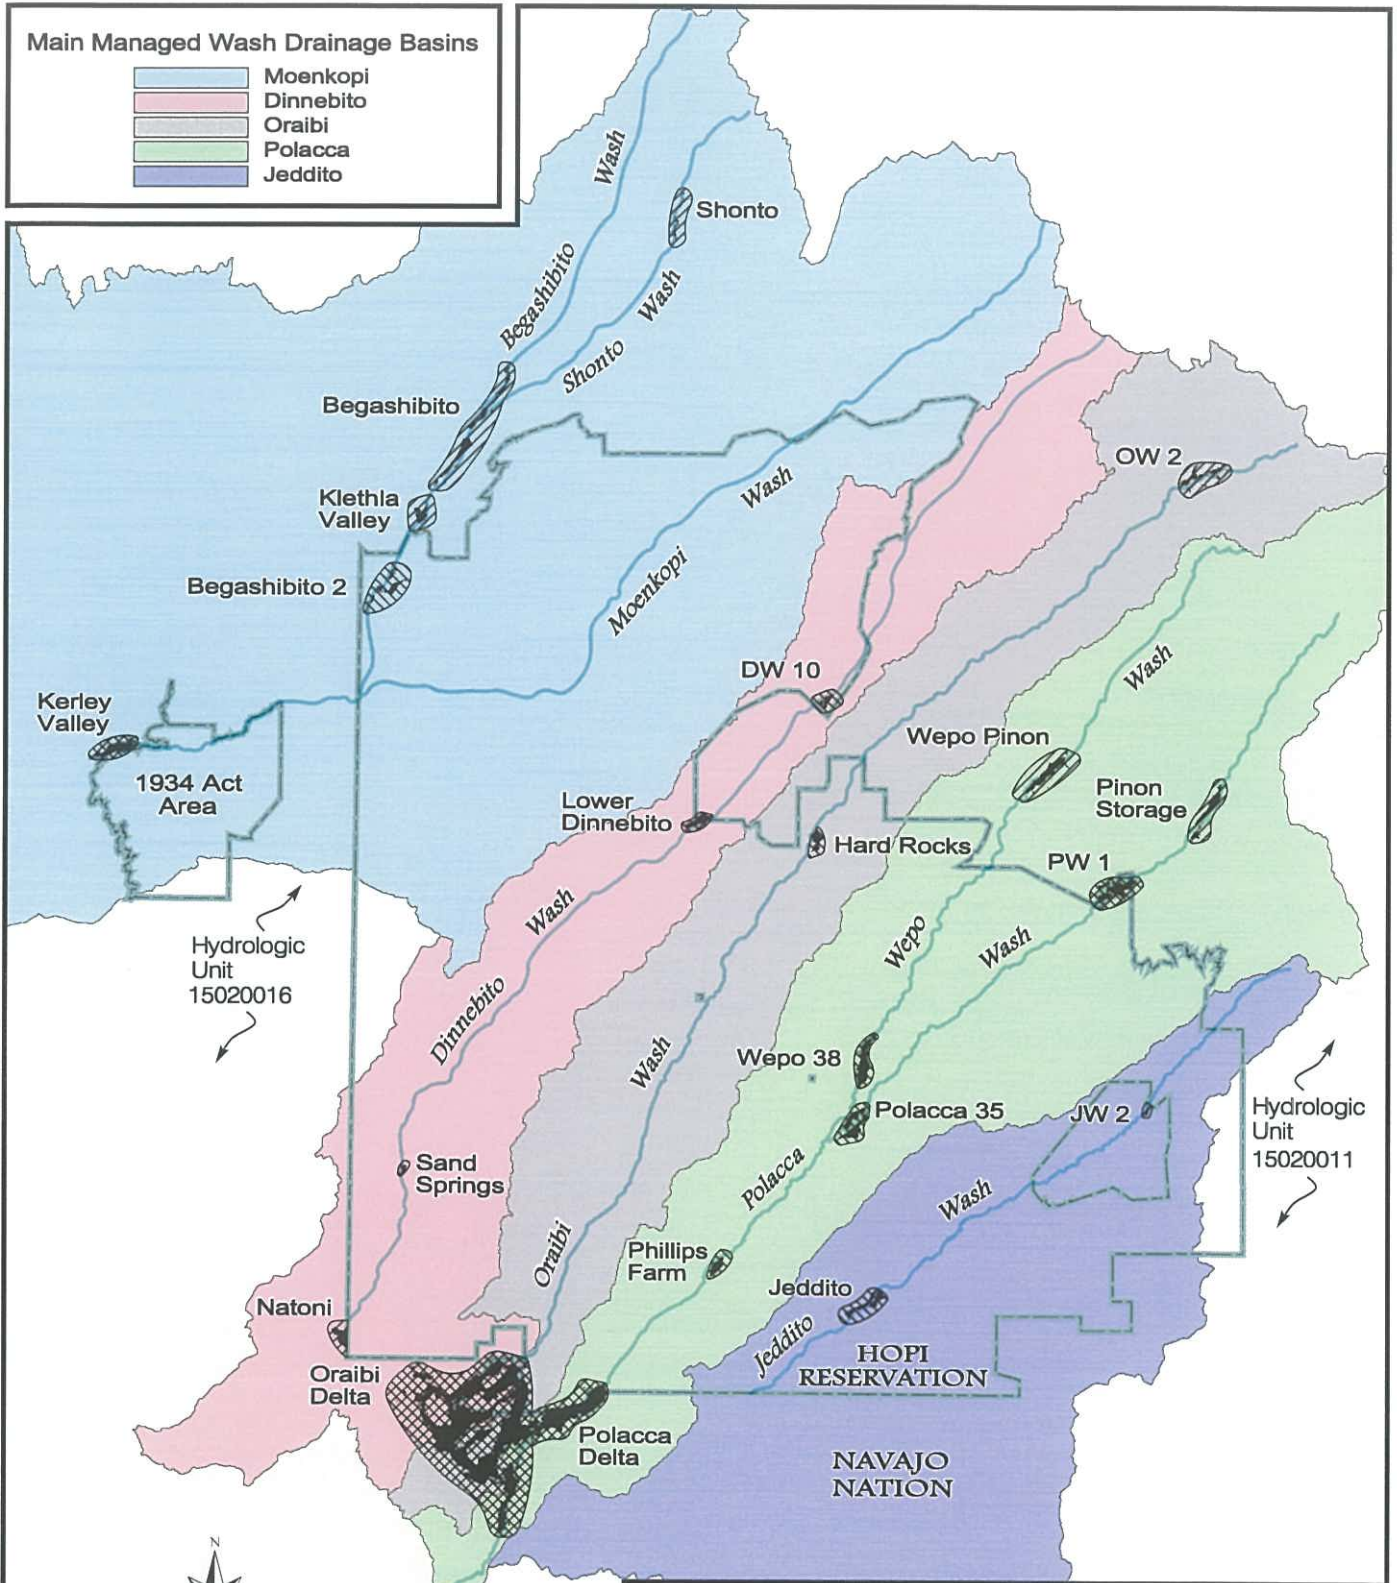 Main Managed Wash Drainage Basins
Moenkopi
Dinnebito
Oraibi
Polacca
Jeddito
Wash
Shonto
Begashibito
Wash
Shonto
Begashibito
OW 2
Wash
Klethla
Valley
Begashibito 2
Moenkopi
Wash
DW 10
Kerley
Valley
Wepo Pinon
1934 Act
Area
Pinon
Storage
Lower
Dinnebito
Hard Rocks
PW 1
Wash
Wepo
Wash
Hydrologic
Unit
15020016
Dinnebito
Wash
Wepo 38
Polacca 35
JW 2
Hydrologic
Unit
15020011
Sand
Springs
Polacca
Wash
Oraibi
Phillips
Farm
Jeddito
Natoni
Jeddito
HOPI
RESERVATION
Oraibi
Delta
Polacca
Delta
NAVAJO
NATION
N